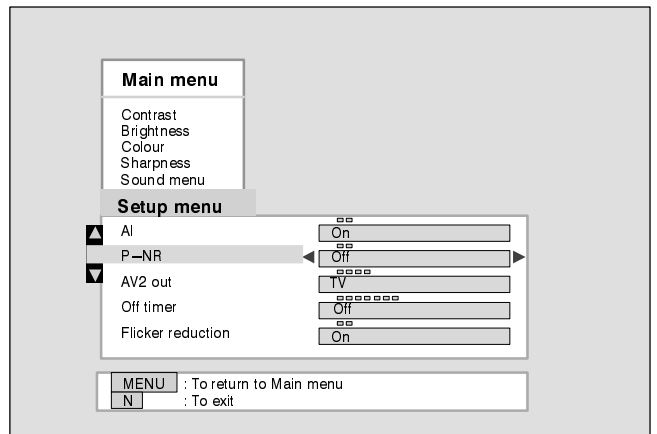 Main menu
Contrast
Brightness
Colour
Sharpness
Sound menu
Setup menu
AI On
P–NR Off
AV2 out TV
Off timer Off
Flicker reduction On
MENU : To return to Main menu
N : To exit